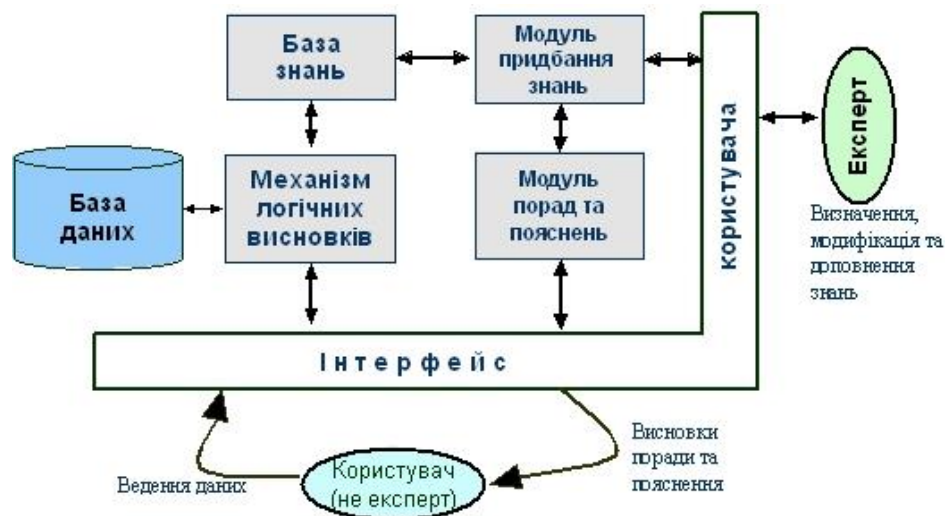 База
знань
Модуль
придбання
знань
База
даних
Механізм
логічних
висновків
Модуль
порад та
пояснень
користувача
Експерт
Визначення,
модифікація та
доповнення
знань
Інтерфейс
Ведення даних
Користувач
(не експерт)
Висновки
поради та
пояснення